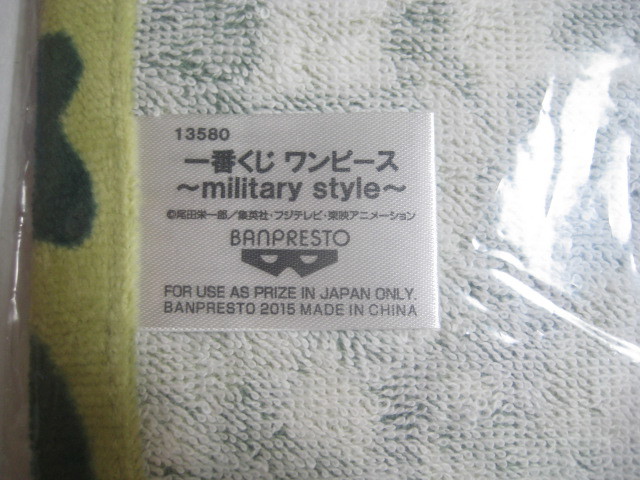 13580
一番くじ ワンピース
～military style～
©尾田栄一郎／集英社・フジテレビ・東映アニメーション
BANPRESTO
FOR USE AS PRIZE IN JAPAN ONLY.
BANPRESTO 2015 MADE IN CHINA